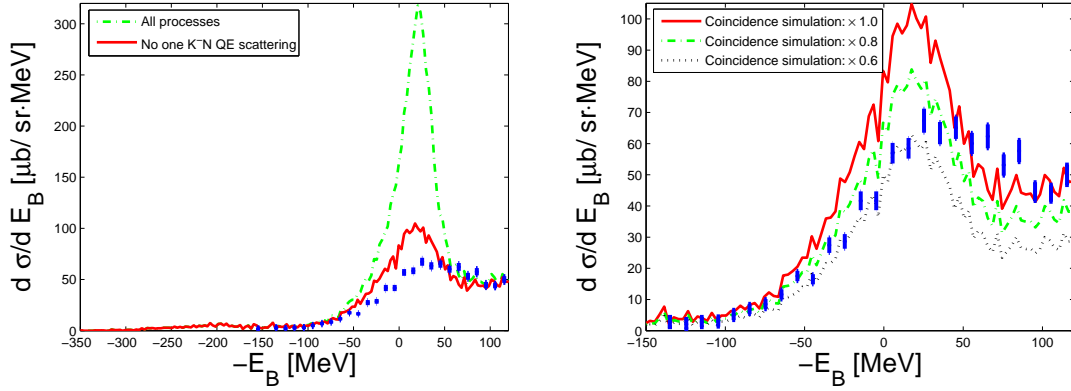 All processes
No one K⁻N QE scattering
300
250
200
150
100
50
0
−350 −300 −250 −200 −150 −100 −50 0 50 100
−E_B [MeV]
d σ/d E_B [μb/ sr·MeV]
Coincidence simulation: × 1.0
Coincidence simulation: × 0.8
Coincidence simulation: × 0.6
100
90
80
70
60
50
40
30
20
10
0
−150 −100 −50 0 50 100
−E_B [MeV]
d σ/d E_B [μb/ sr·MeV]